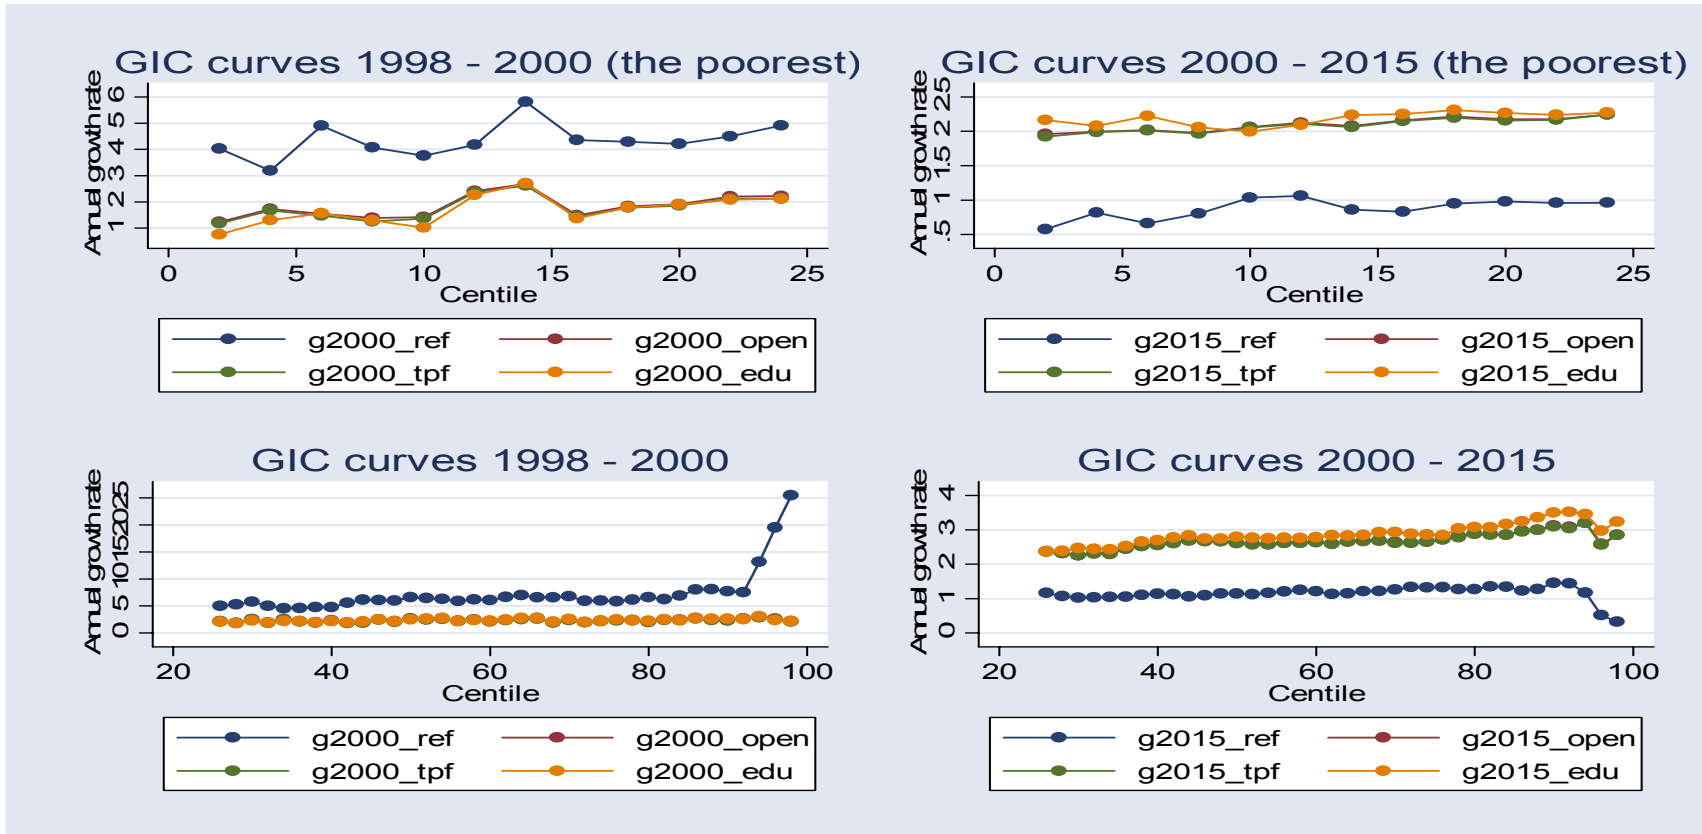 GIC curves 1998 - 2000 (the poorest)
Annual growth rate
1 2 3 4 5 6
0 5 10 15 20 25
Centile
g2000_ref g2000_open
g2000_tpf g2000_edu
GIC curves 2000 - 2015 (the poorest)
Annual growth rate
.5 1 1.5 2 2.5
0 5 10 15 20 25
Centile
g2015_ref g2015_open
g2015_tpf g2015_edu
GIC curves 1998 - 2000
Annual growth rate
0 5 10 15 20 25
20 40 60 80 100
Centile
g2000_ref g2000_open
g2000_tpf g2000_edu
GIC curves 2000 - 2015
Annual growth rate
0 1 2 3 4
20 40 60 80 100
Centile
g2015_ref g2015_open
g2015_tpf g2015_edu